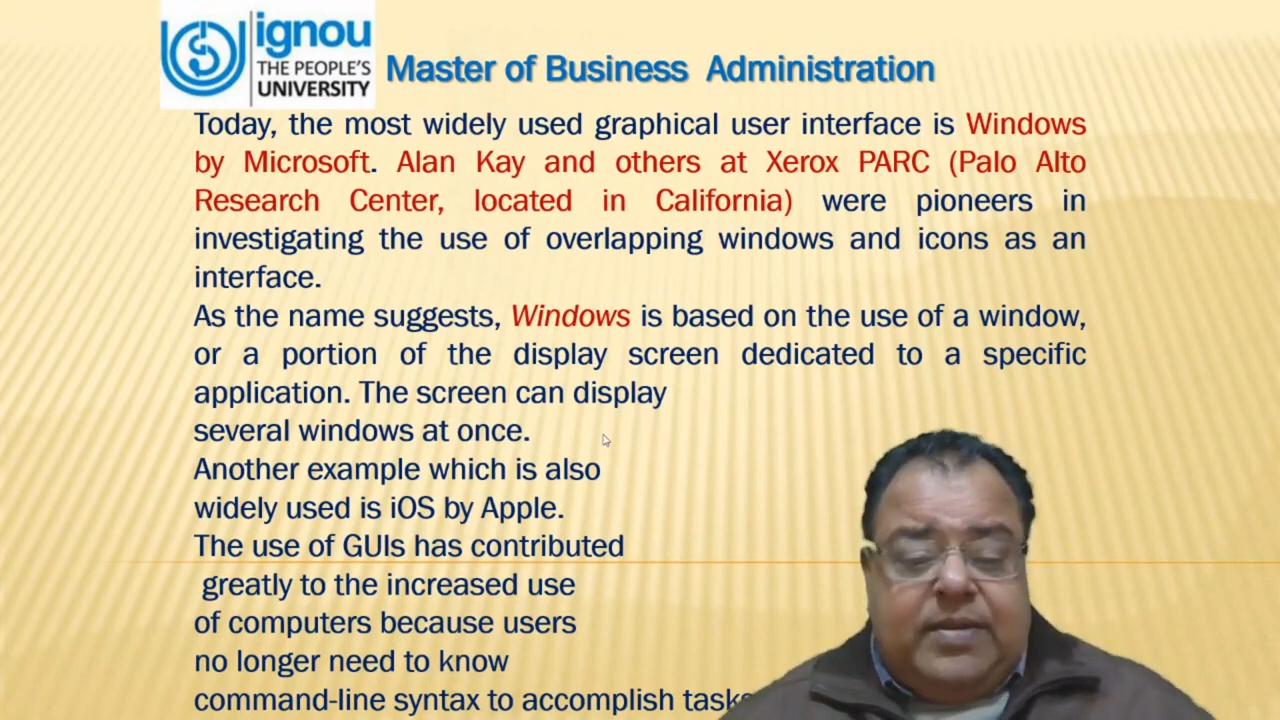 ignou
THE PEOPLE'S
UNIVERSITY
Master of Business Administration
Today, the most widely used graphical user interface is Windows
by Microsoft. Alan Kay and others at Xerox PARC (Palo Alto
Research Center, located in California) were pioneers in
investigating the use of overlapping windows and icons as an
interface.
As the name suggests, Windows is based on the use of a window,
or a portion of the display screen dedicated to a specific
application. The screen can display
several windows at once.
Another example which is also
widely used is iOS by Apple.
The use of GUIs has contributed
greatly to the increased use
of computers because users
no longer need to know
command-line syntax to accomplish tasks